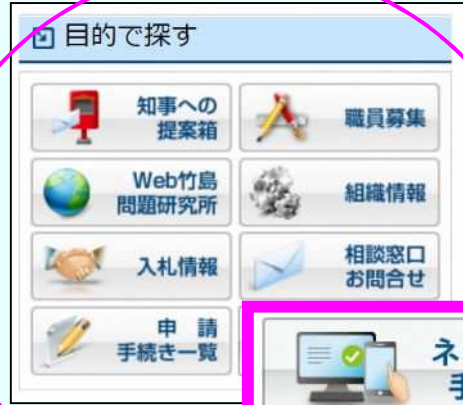 目的で探す
知事への
提案箱
職員募集
Web竹島
問題研究所
組織情報
入札情報
相談窓口
お問合せ
申 請
手続き一覧
ネ
手